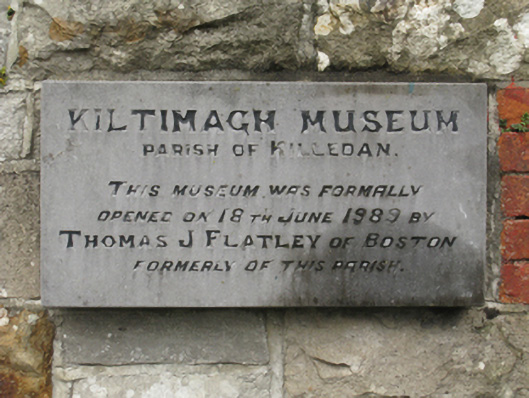 KILTIMAGH MUSEUM
PARISH OF KILLEDAN.
THIS MUSEUM WAS FORMALLY
OPENED ON 18TH JUNE 1989 BY
THOMAS J FLATLEY OF BOSTON
FORMERLY OF THIS PARISH.